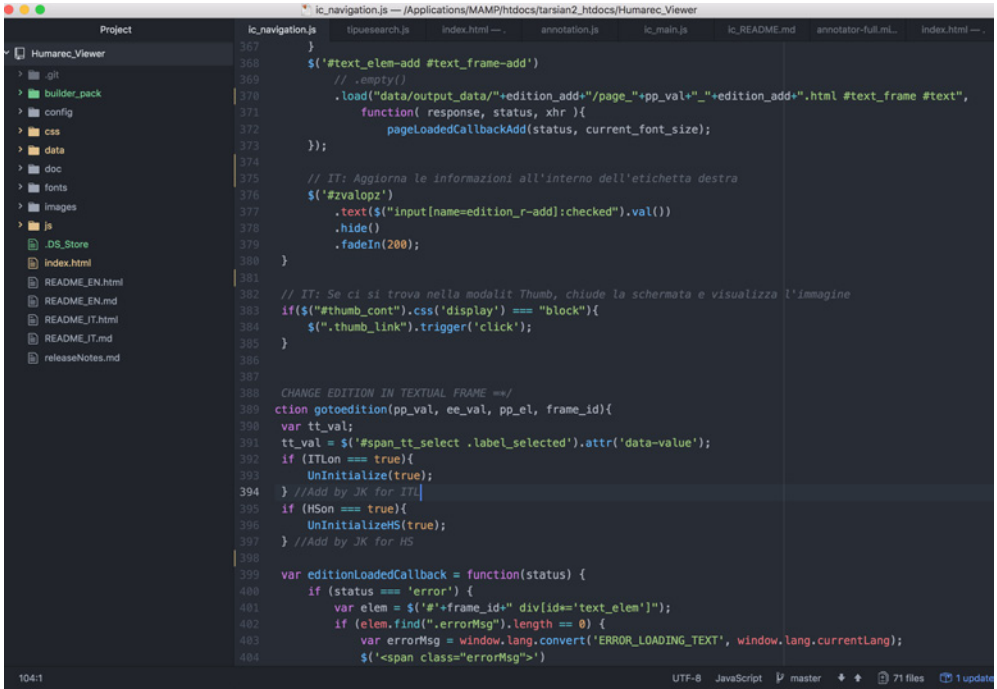 ic_navigation.js — /Applications/MAMP/htdocs/tarsian2_htdocs/Humarec_Viewer
Project
ic_navigation.js
tipuesearch.js
index.html — .
annotation.js
ic_main.js
ic_README.md
annotator-full.mi...
index.html — .
Humarec_Viewer
.git
builder_pack
config
css
data
doc
fonts
images
js
.DS_Store
index.html
README_EN.html
README_EN.md
README_IT.html
README_IT.md
releaseNotes.md
367 }
368 $('#text_elem-add #text_frame-add')
369 // .empty()
370 .load("data/output_data/"+edition_add+"/page_"+pp_val+"_"+edition_add+".html #text_frame #text",
371 function( response, status, xhr ){
372 pageLoadedCallbackAdd(status, current_font_size);
373 });
374
375 // IT: Aggiorna le informazioni all'interno dell'etichetta destra
376 $('#zvalopz')
377 .text($("input[name=edition_r-add]:checked").val())
378 .hide()
379 .fadeIn(200);
380 }
381
382 // IT: Se ci si trova nella modalit Thumb, chiude la schermata e visualizza l'immagine
383 if($("#thumb_cont").css('display') === "block"){
384 $(".thumb_link").trigger('click');
385 }
386
387
388 CHANGE EDITION IN TEXTUAL FRAME ==*/
389 ction gotoedition(pp_val, ee_val, pp_el, frame_id){
390 var tt_val;
391 tt_val = $('#span_tt_select .label_selected').attr('data-value');
392 if (ITLon === true){
393 UnInitialize(true);
394 } //Add by JK for ITL
395 if (HSon === true){
396 UnInitializeHS(true);
397 } //Add by JK for HS
398
399 var editionLoadedCallback = function(status) {
400 if (status === 'error') {
401 var elem = $('#'+frame_id+" div[id*='text_elem']");
402 if (elem.find(".errorMsg").length == 0) {
403 var errorMsg = window.lang.convert('ERROR_LOADING_TEXT', window.lang.currentLang);
404 $('<span class="errorMsg">')
104:1
UTF-8 JavaScript master 71 files 1 update